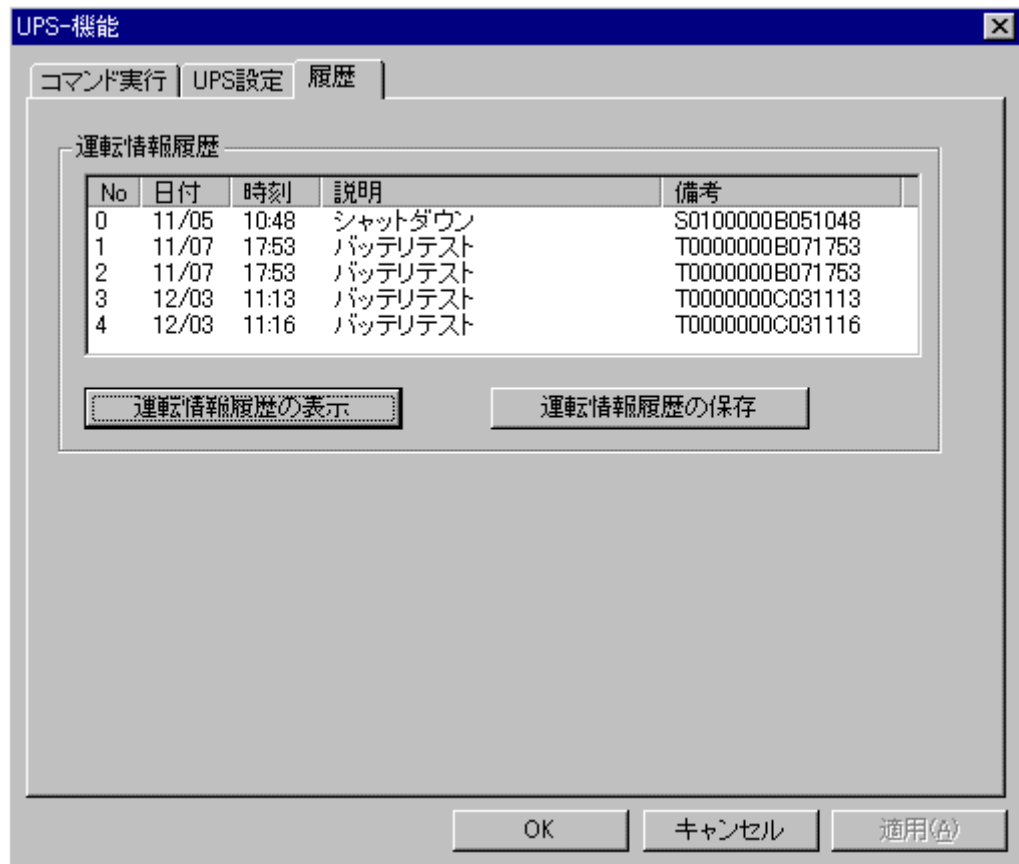 UPS-機能
コマンド実行 UPS設定 履歴
運転情報履歴
No 日付 時刻 説明 備考
0 11/05 10:48 シャットダウン S0100000B051048
1 11/07 17:53 バッテリテスト T0000000B071753
2 11/07 17:53 バッテリテスト T0000000B071753
3 12/03 11:13 バッテリテスト T0000000C031113
4 12/03 11:16 バッテリテスト T0000000C031116
運転情報履歴の表示 運転情報履歴の保存
OK キャンセル 適用(A)